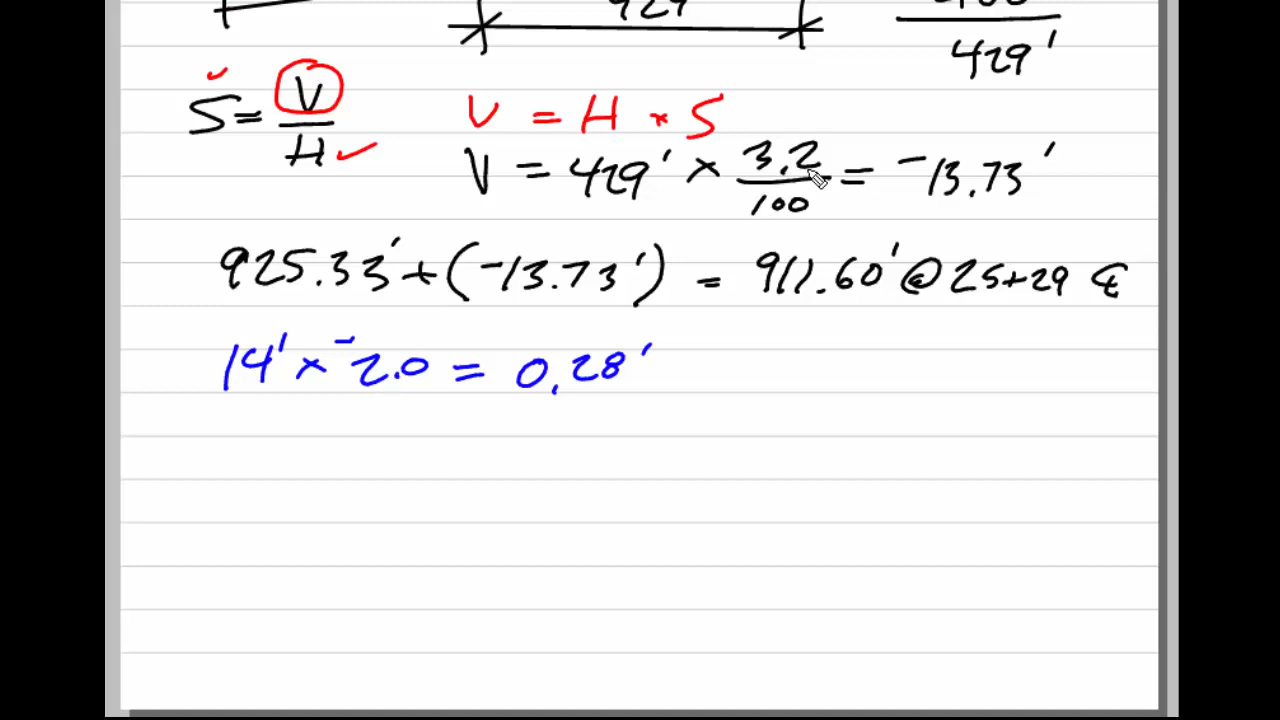 429'
S = V/H V = H × S
V = 429' × 3.2/100 = -13.73'
925.33' + (-13.73') = 911.60' @ 25+29 ℄
14' × -2.0 = 0.28'